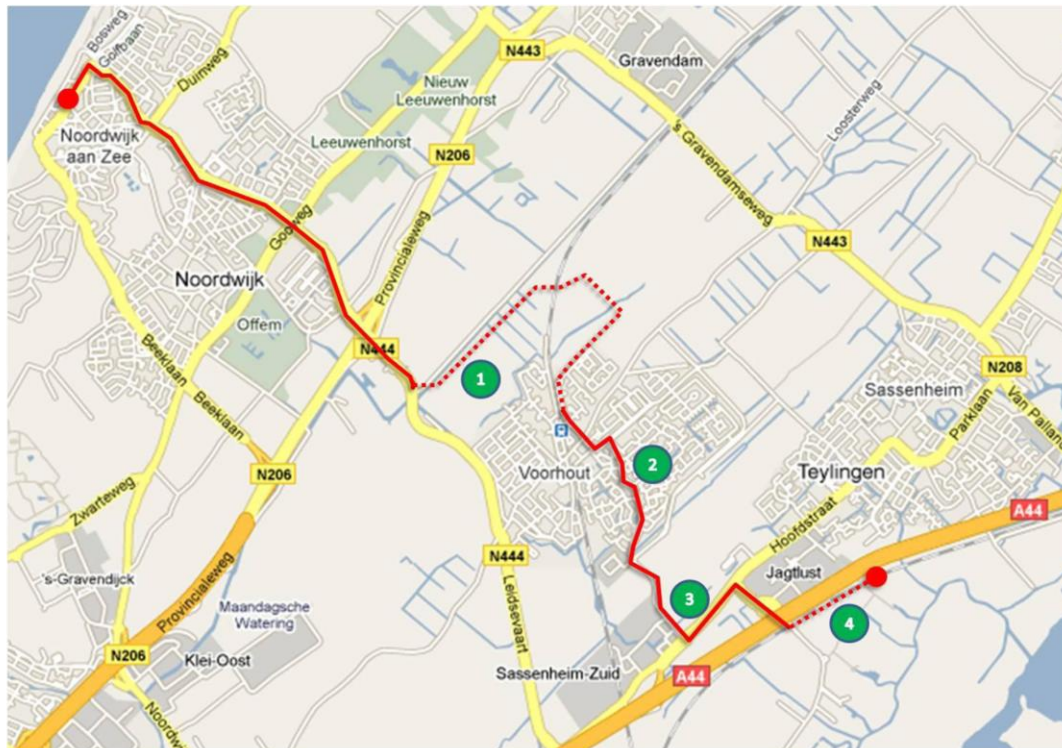 Bosweg
Golfbaan
Duinweg
N443
Gravendam
Nieuw
Leeuwenhorst
Loosterweg
Noordwijk
aan Zee
Leeuwenhorst
N206
's Gravendamseweg
Gooweg
Provincialeweg
N443
Noordwijk
Offem
N444
Beeklaan
N208
1
Sassenheim
Van Palland
Parklaan
Beeklaan
2
Voorhout
Teylingen
N206
Zwarteweg
A44
Hoofdstraat
N444
's-Gravendijck
Provincialeweg
Jagtlust
Leidsevaart
3
Maandagsche
Watering
4
N206
Klei-Oost
Sassenheim-Zuid
A44